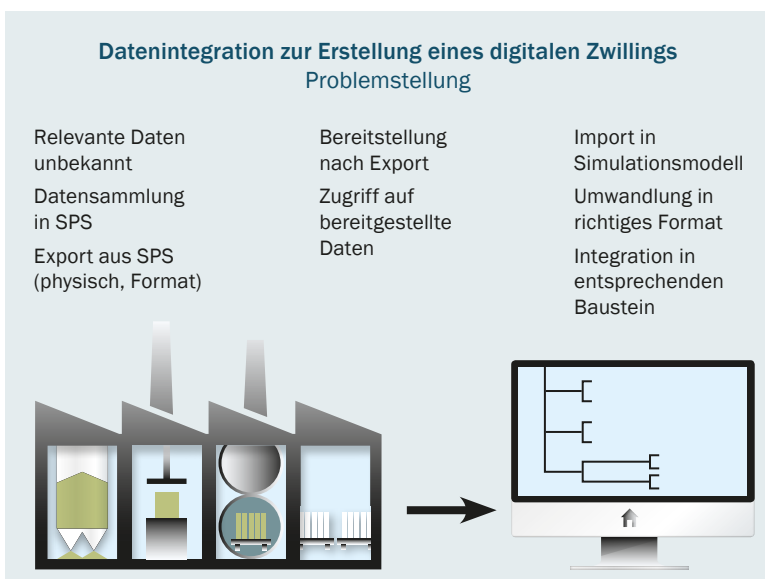 Datenintegration zur Erstellung eines digitalen Zwillings
Problemstellung
Relevante Daten
unbekannt
Datensammlung
in SPS
Export aus SPS
(physisch, Format)
Bereitstellung
nach Export
Zugriff auf
bereitgestellte
Daten
Import in
Simulationsmodell
Umwandlung in
richtiges Format
Integration in
entsprechenden
Baustein